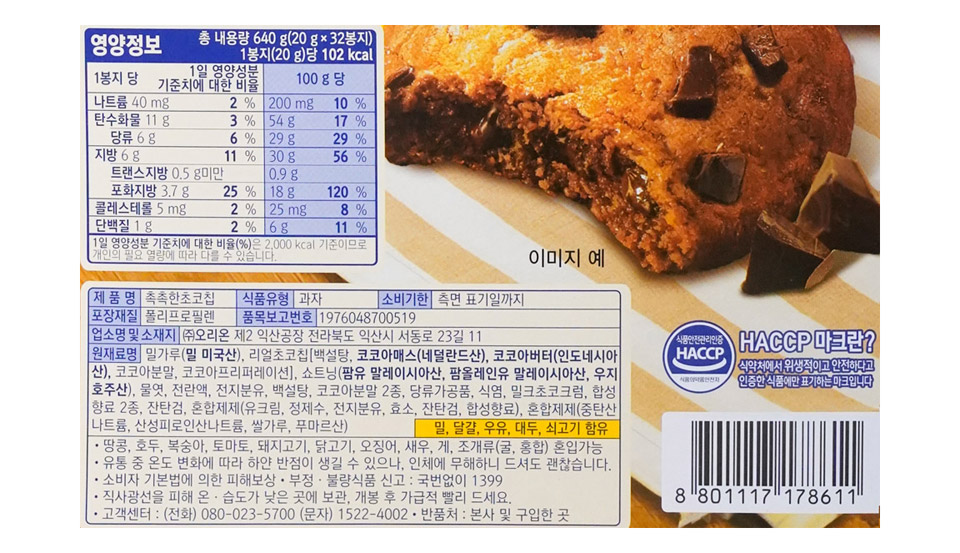 영양정보
총 내용량 640 g(20 g×32봉지)
1봉지(20 g)당 102 kcal
1봉지 당 1일 영양성분 기준치에 대한 비율 100 g 당
나트륨 40 mg 2 % 200 mg 10 %
탄수화물 11 g 3 % 54 g 17 %
당류 6 g 6 % 29 g 29 %
지방 6 g 11 % 30 g 56 %
트랜스지방 0.5 g미만 0.9 g
포화지방 3.7 g 25 % 18 g 120 %
콜레스테롤 5 mg 2 % 25 mg 8 %
단백질 1 g 2 % 6 g 11 %
1일 영양성분 기준치에 대한 비율(%)은 2,000 kcal 기준이므로
개인의 필요 열량에 따라 다를 수 있습니다.
이미지 예
제 품 명 촉촉한초코칩 식품유형 과자 소비기한 측면 표기일까지
포장재질 폴리프로필렌 품목보고번호 1976048700519
업소명 및 소재지 ㈜오리온 제2 익산공장 전라북도 익산시 서동로 23길 11
원재료명 밀가루(밀 미국산), 리얼초코칩[백설탕, 코코아매스(네덜란드산), 코코아버터(인도네시아
산), 코코아분말, 코코아프리퍼레이션], 쇼트닝(팜유 말레이시아산, 팜올레인유 말레이시아산, 우지
호주산), 물엿, 전란액, 전지분유, 백설탕, 코코아분말 2종, 당류가공품, 식염, 밀크초코크림, 합성
향료 2종, 잔탄검, 혼합제제(유크림, 정제수, 전지분유, 효소, 잔탄검, 합성향료), 혼합제제(중탄산
나트륨, 산성피로인산나트륨, 쌀가루, 푸마르산)
밀, 달걀, 우유, 대두, 쇠고기 함유
• 땅콩, 호두, 복숭아, 토마토, 돼지고기, 닭고기, 오징어, 새우, 게, 조개류(굴, 홍합) 혼입가능
• 유통 중 온도 변화에 따라 하얀 반점이 생길 수 있으나, 인체에 무해하니 드셔도 괜찮습니다.
• 소비자 기본법에 의한 피해보상 • 부정 · 불량식품 신고 : 국번없이 1399
• 직사광선을 피해 온 · 습도가 낮은 곳에 보관, 개봉 후 가급적 빨리 드세요.
• 고객센터 : (전화) 080-023-5700 (문자) 1522-4002 • 반품처 : 본사 및 구입한 곳
식품안전관리인증
HACCP
식품의약품안전처
HACCP 마크란?
식약처에서 위생적이고 안전하다고
인증한 식품에만 표기하는 마크입니다
8 801117 178611